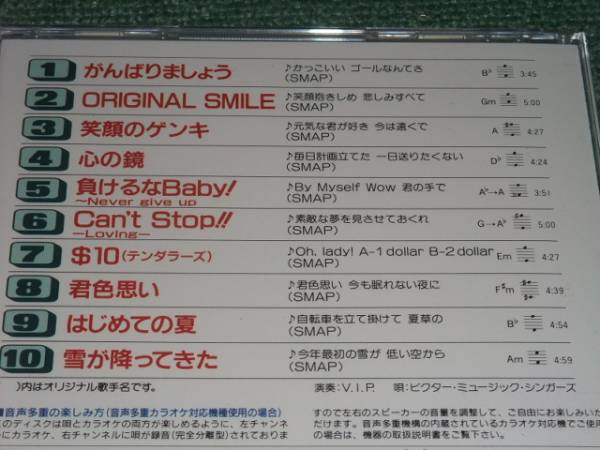 1 がんばりましょう ♪かっこいい ゴールなんてさ (SMAP) B♭ 3:45
2 ORIGINAL SMILE ♪笑顔抱きしめ 悲しみすべて (SMAP) Gm 5:00
3 笑顔のゲンキ ♪元気な君が好き 今は遠くで (SMAP) A 4:27
4 心の鏡 ♪毎日計画立てた 一日送りたくない (SMAP) D♭ 4:24
5 負けるなBaby! ～Never give up ♪By Myself Wow 君の手で (SMAP) A♭→A 3:51
6 Can't Stop!! —Loving— ♪素敵な夢を見させておくれ (SMAP) G→A♭ 5:00
7 $10(テンダラーズ) ♪Oh, lady! A-1 dollar B-2 dollar (SMAP) Em 4:27
8 君色思い ♪君色思い 今も眠れない夜に (SMAP) F♯m 4:39
9 はじめての夏 ♪自転車を立て掛けて 夏草の (SMAP) B♭ 4:54
10 雪が降ってきた ♪今年最初の雪が 低い空から (SMAP) Am 4:59
)内はオリジナル歌手名です。 演奏:V.I.P. 唄:ビクター・ミュージック・シンガーズ
音声多重の楽しみ方(音声多重カラオケ対応機種使用の場合)
のディスクは唄とカラオケの両方が楽しめるように、左チャンネ
にカラオケ、右チャンネルに唄が録音(完全分離型)されておりま
すので左右のスピーカーの音量を調整して、ご自由にお楽しみいた
だけます。音声多重機構の内蔵されているカラオケ対応機でご使用
の場合は、機器の取扱説明書をご覧下さい。